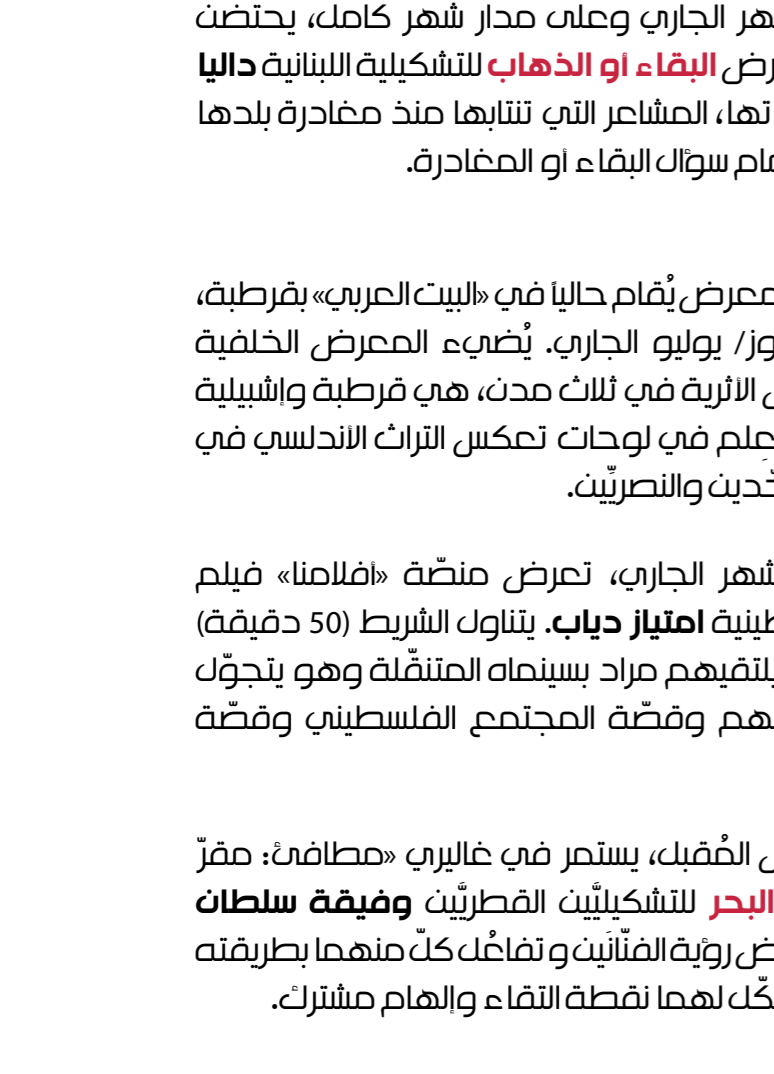 هر الجاري وعلى مدار شهر كامل، يحتضن
رض البقاء أو الذهاب للتشكيلية اللبنانية داليا
تها، المشاعر التي تنتابها منذ مغادرة بلدها
مام سؤال البقاء أو المغادرة.
معرض يُقام حالياً في «البيت العربي» بقرطبة،
وز/ يوليو الجاري. يُضيء المعرض الخلفية
الأثرية في ثلاث مدن، هي قرطبة وإشبيلية
عِلم في لوحات تعكس التراث الأندلسي في
حّدين والنصريّين.
شهر الجاري، تعرض منصّة «أفلامنا» فيلم
طينية امتياز دياب. يتناول الشريط (50 دقيقة)
يلتقيهم مراد بسينماه المتنقّلة وهو يتجوّل
هم وقصّة المجتمع الفلسطيني وقصّة
المُقبل، يستمر في غاليري «مطافئ: مقرّ
البحر للتشكيليَّين القطريَّين وفيقة سلطان
ض رؤية الفنّانَين وتفاعُل كلّ منهما بطريقته
كّل لهما نقطة التقاء وإلهام مشترك.